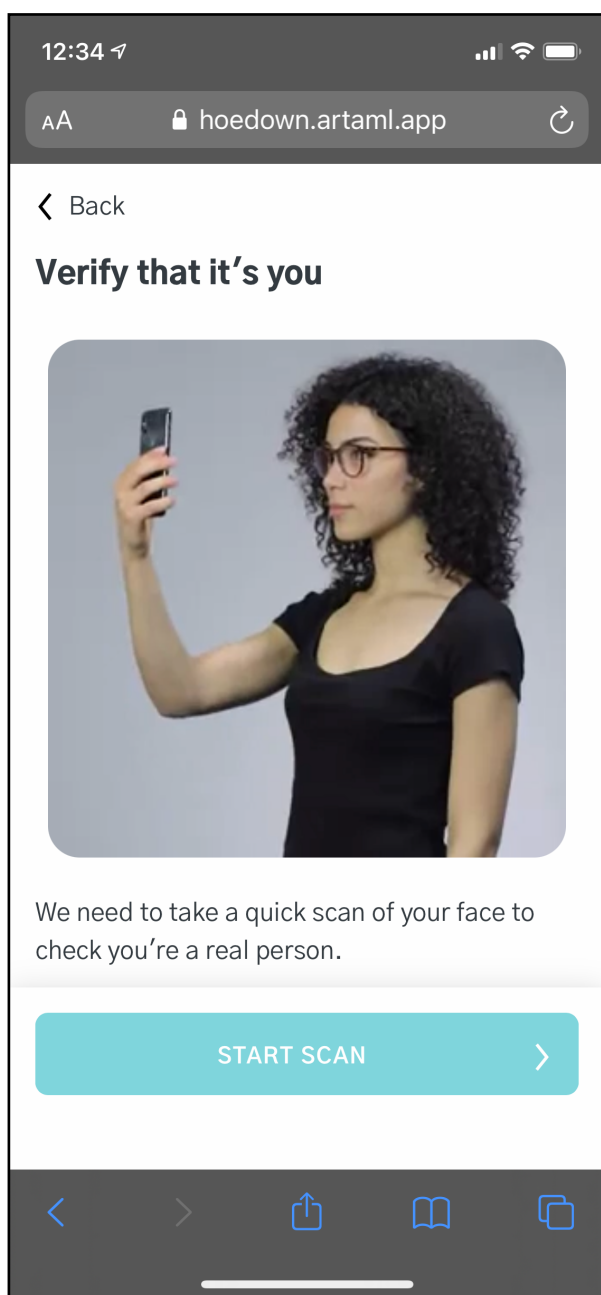 12:34
AA hoedown.artaml.app
Back
Verify that it's you
We need to take a quick scan of your face to
check you're a real person.
START SCAN